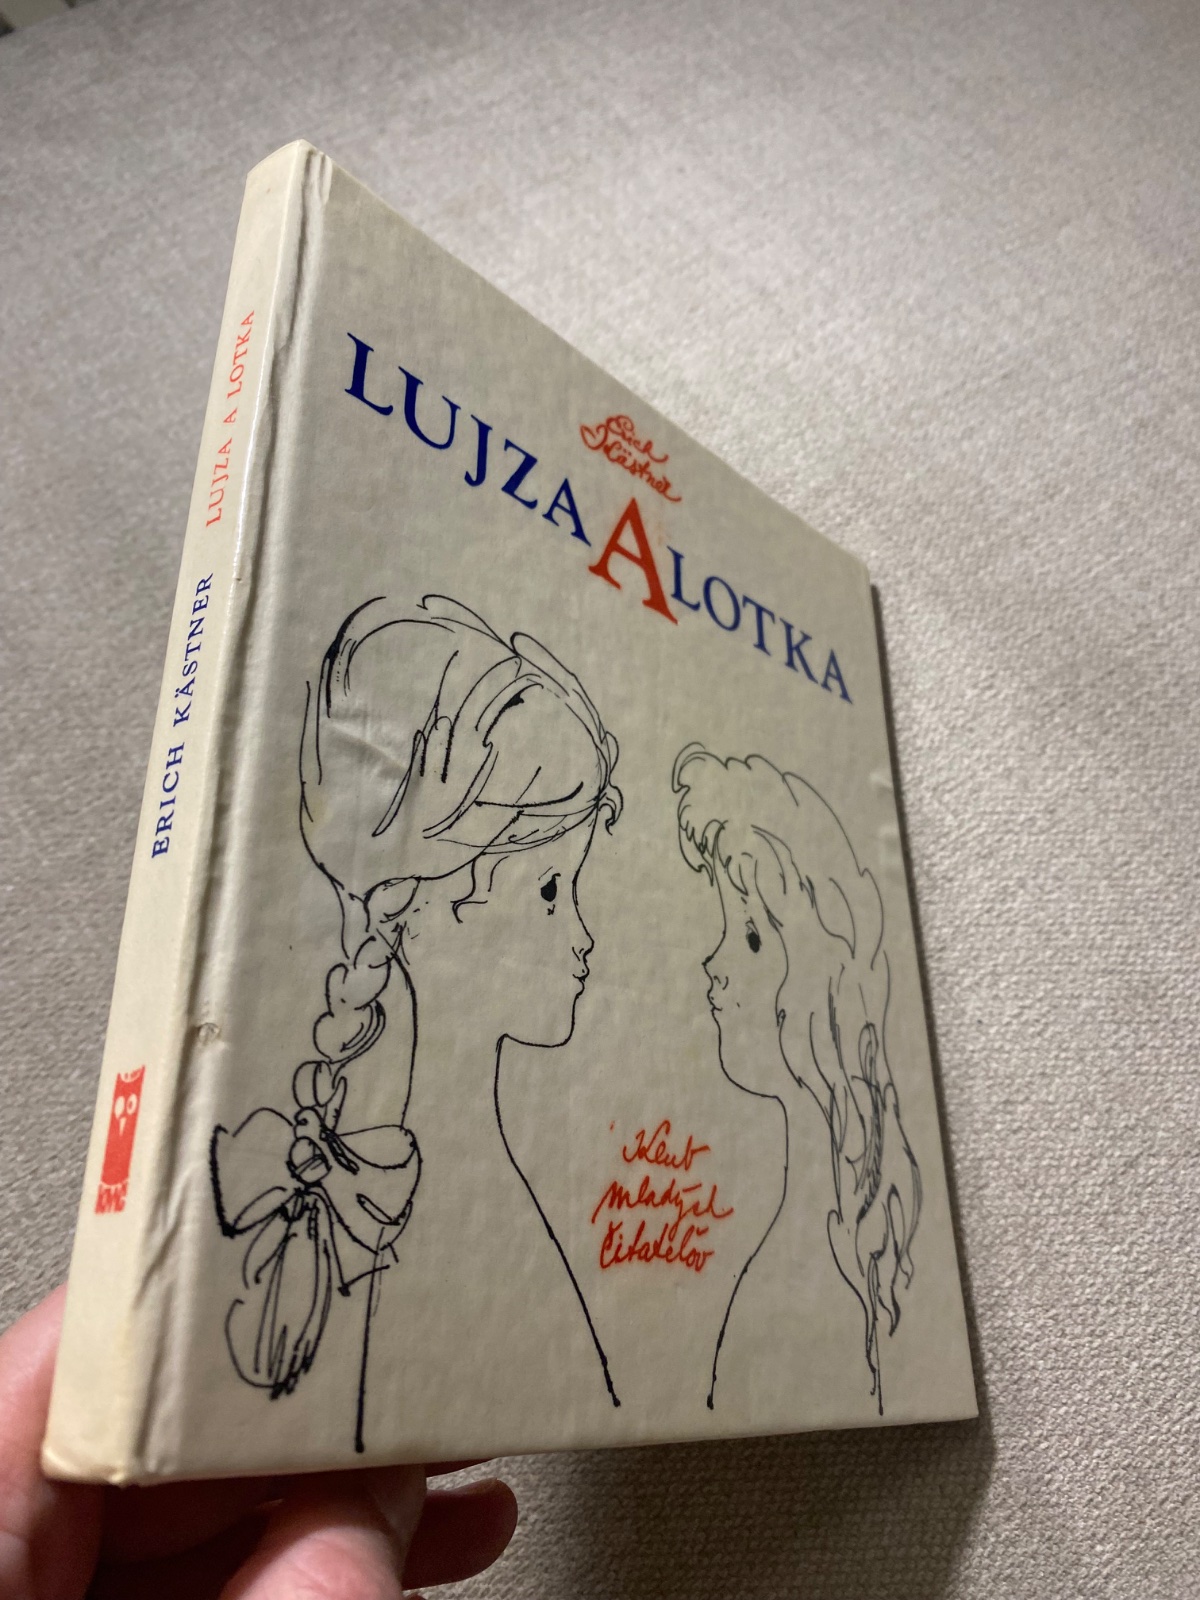 ERICH KÄSTNER LUJZA A LOTKA
Erich
Kästner
LUJZA A LOTKA
Klub
mladých
čitateľov